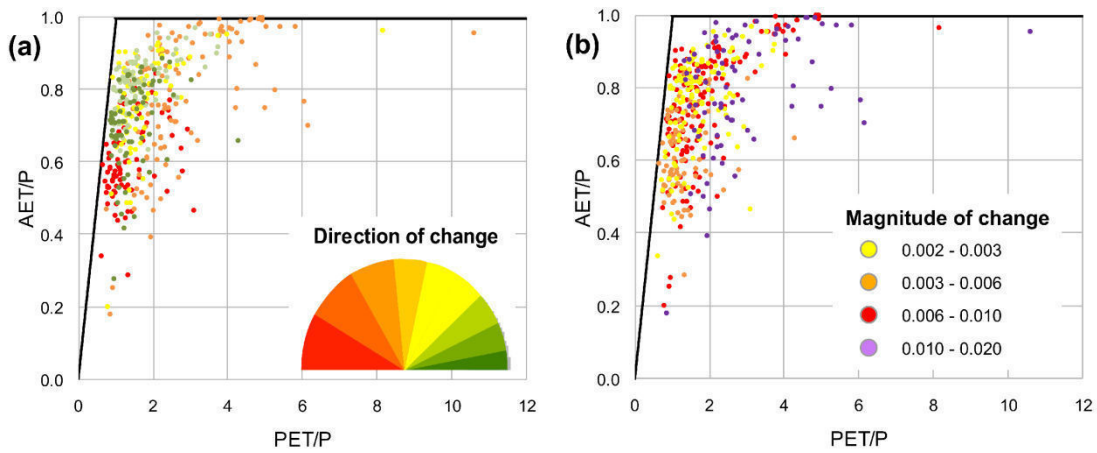 (a)
1.0
0.8
0.6
0.4
0.2
0.0
AET/P
0 2 4 6 8 10 12
PET/P
Direction of change
(b)
1.0
0.8
0.6
0.4
0.2
0.0
AET/P
0 2 4 6 8 10 12
PET/P
Magnitude of change
0.002 - 0.003
0.003 - 0.006
0.006 - 0.010
0.010 - 0.020